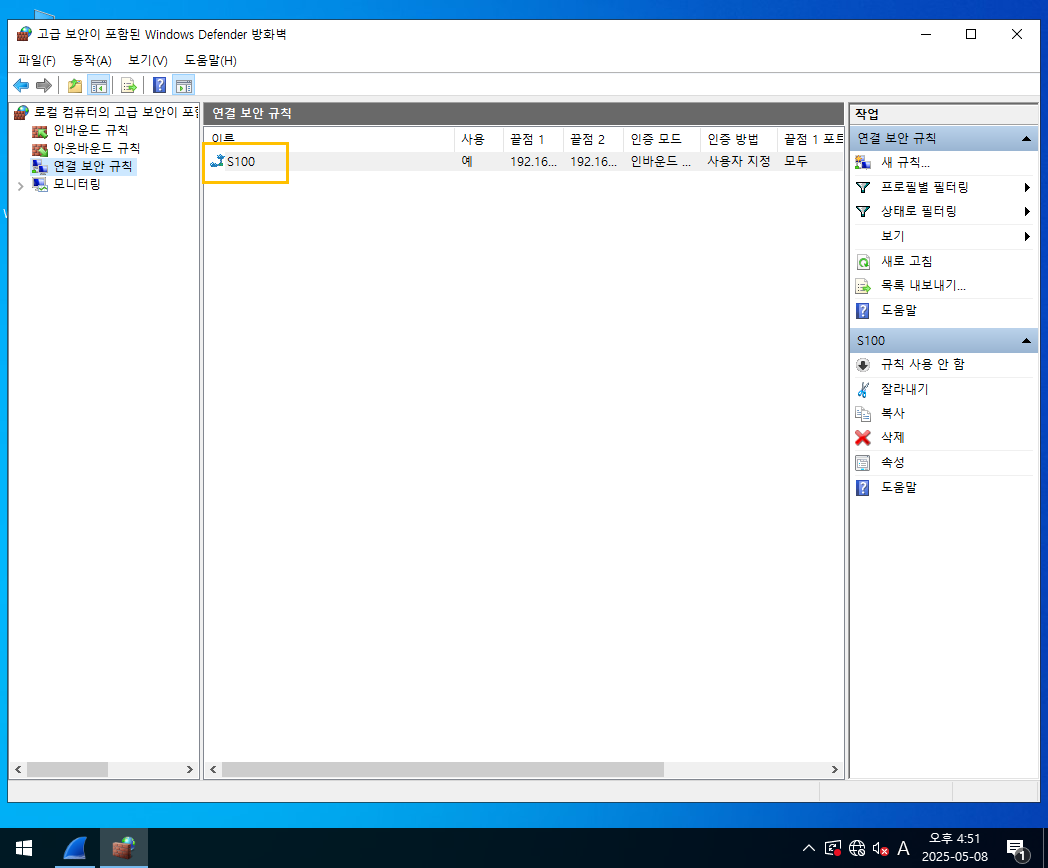 고급 보안이 포함된 Windows Defender 방화벽
파일(F) 동작(A) 보기(V) 도움말(H)
로컬 컴퓨터의 고급 보안이 포함
인바운드 규칙
아웃바운드 규칙
연결 보안 규칙
모니터링
연결 보안 규칙
이름 사용 끝점 1 끝점 2 인증 모드 인증 방법 끝점 1 포트
S100 예 192.16... 192.16... 인바운드 ... 사용자 지정 모두
작업
연결 보안 규칙
새 규칙...
프로필별 필터링
상태로 필터링
보기
새로 고침
목록 내보내기...
도움말
S100
규칙 사용 안 함
잘라내기
복사
삭제
속성
도움말
A
오후 4:51
2025-05-08
1